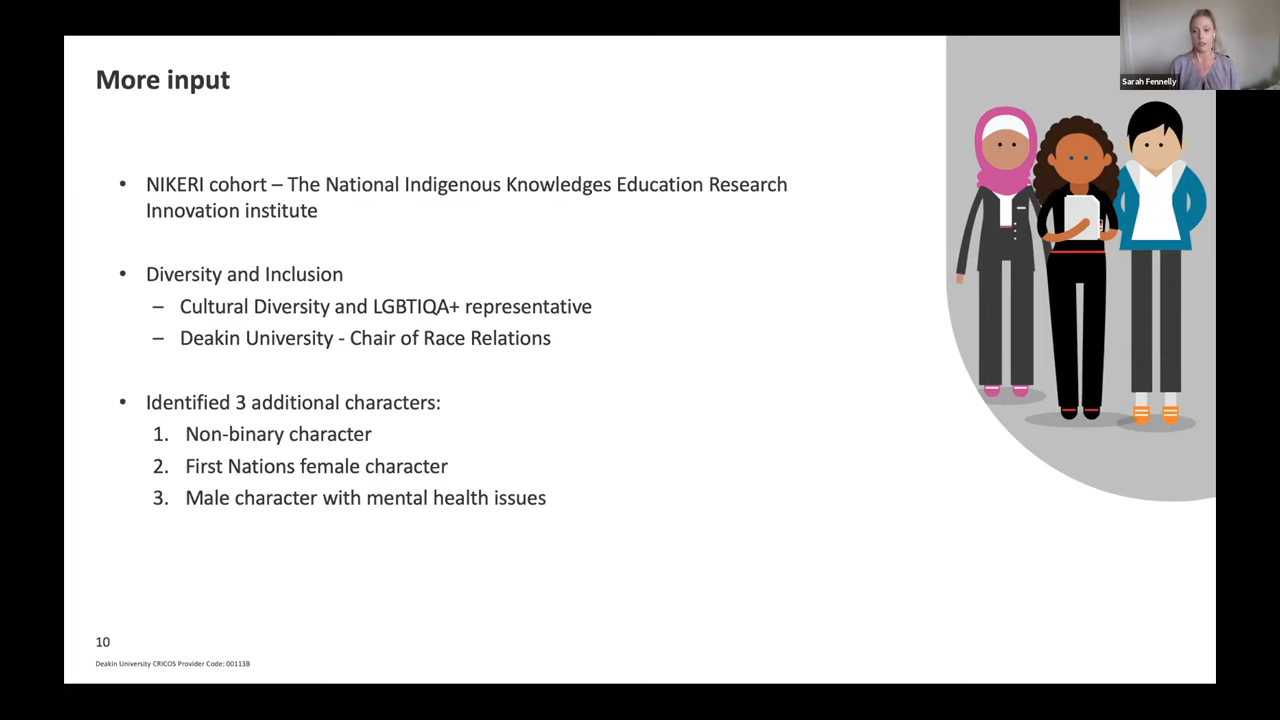 Sarah Fennelly
More input
• NIKERI cohort – The National Indigenous Knowledges Education Research
Innovation institute
• Diversity and Inclusion
– Cultural Diversity and LGBTIQA+ representative
– Deakin University - Chair of Race Relations
• Identified 3 additional characters:
1. Non-binary character
2. First Nations female character
3. Male character with mental health issues
10
Deakin University CRICOS Provider Code: 00113B